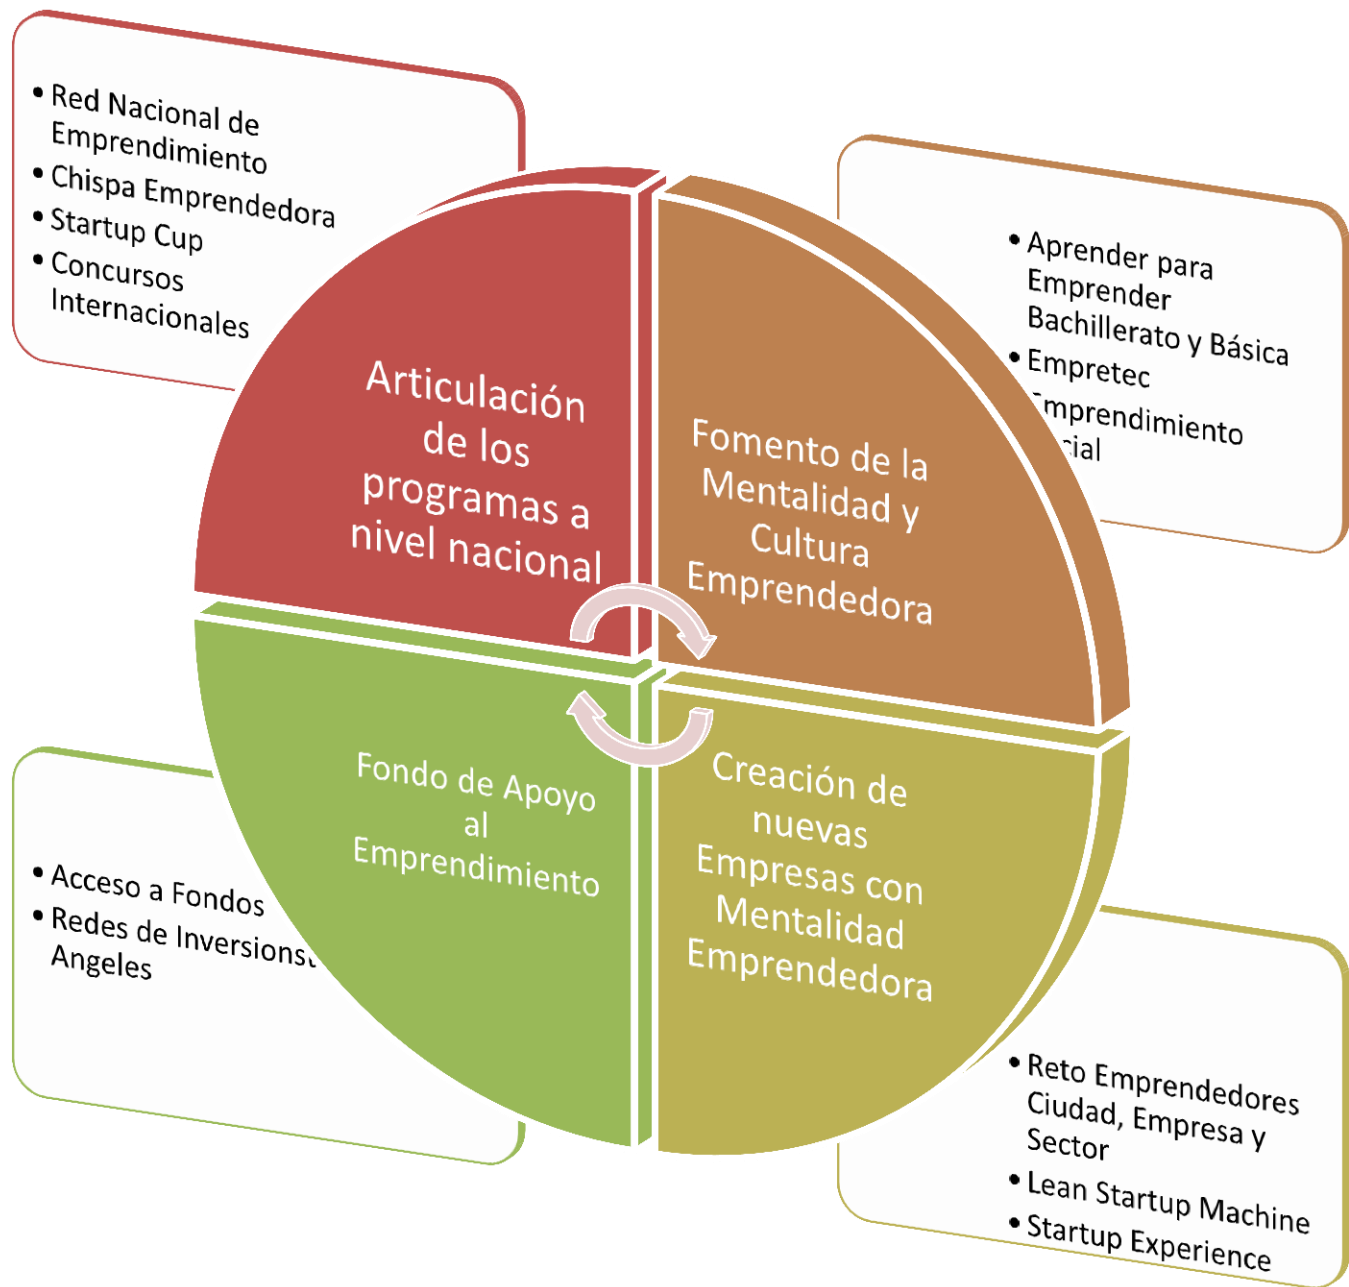 • Red Nacional de
Emprendimiento
• Chispa Emprendedora
• Startup Cup
• Concursos
Internacionales
• Aprender para
Emprender
Bachillerato y Básica
• Empretec
Articulación
de los
programas a
nivel nacional
Fomento de la
Mentalidad y
Cultura
Emprendedora
Fondo de Apoyo
al
Emprendimiento
Creación de
nuevas
Empresas con
Mentalidad
Emprendedora
• Acceso a Fondos
• Redes de
Angeles
• Reto Emprendedores
Ciudad, Empresa y
Sector
• Lean Startup Machine
• Startup Experience